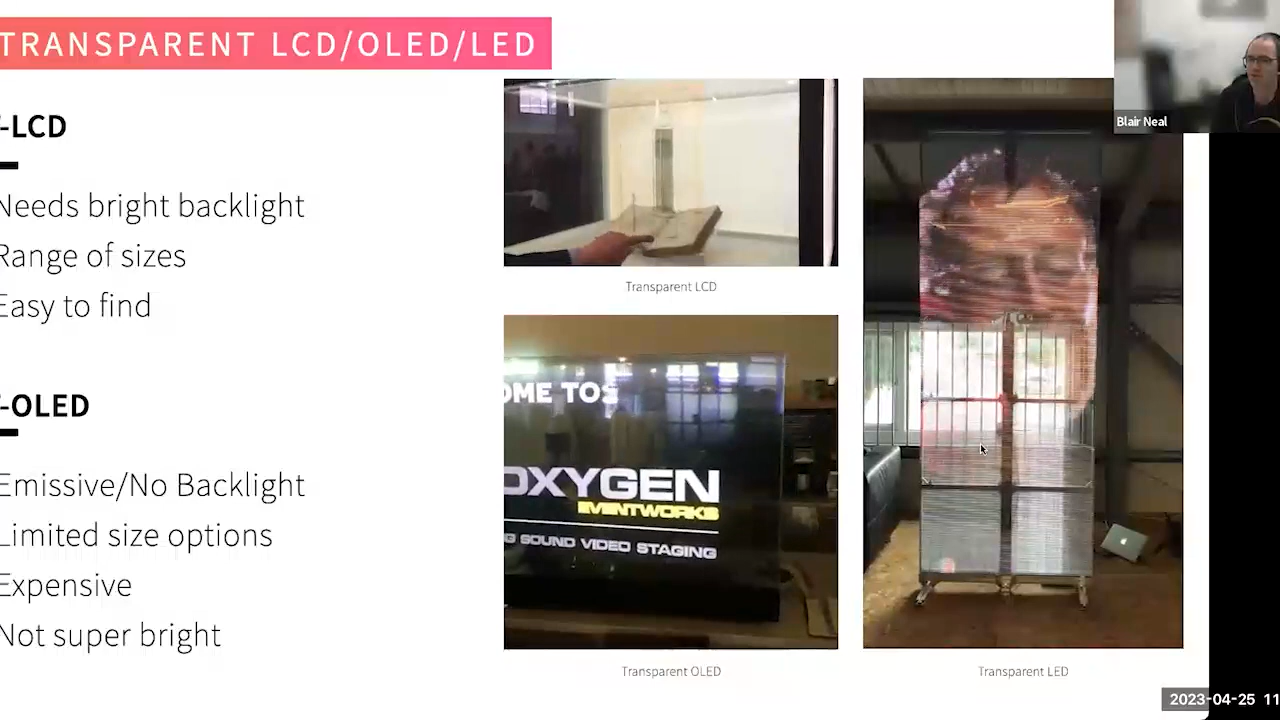 TRANSPARENT LCD/OLED/LED
-LCD
Needs bright backlight
Range of sizes
Easy to find
-OLED
Emissive/No Backlight
Limited size options
Expensive
Not super bright
Transparent LCD
OME TOS
OXYGEN
EVENTWORKS
G SOUND VIDEO STAGING
Transparent OLED
Transparent LED
Blair Neal
2023-04-25 11